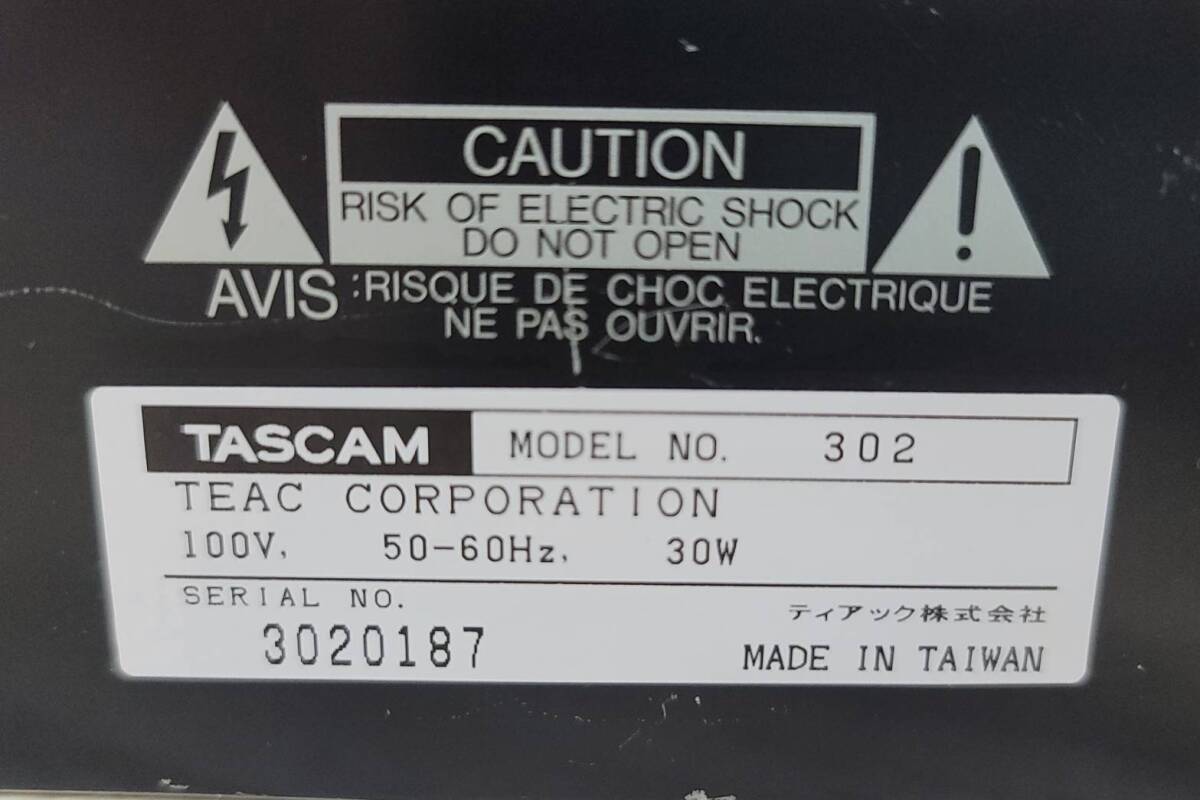 CAUTION
RISK OF ELECTRIC SHOCK
DO NOT OPEN
AVIS :RISQUE DE CHOC ELECTRIQUE
NE PAS OUVRIR.
TASCAM MODEL NO. 302
TEAC CORPORATION
100V, 50-60Hz, 30W
SERIAL NO.
ティアック株式会社
3020187
MADE IN TAIWAN